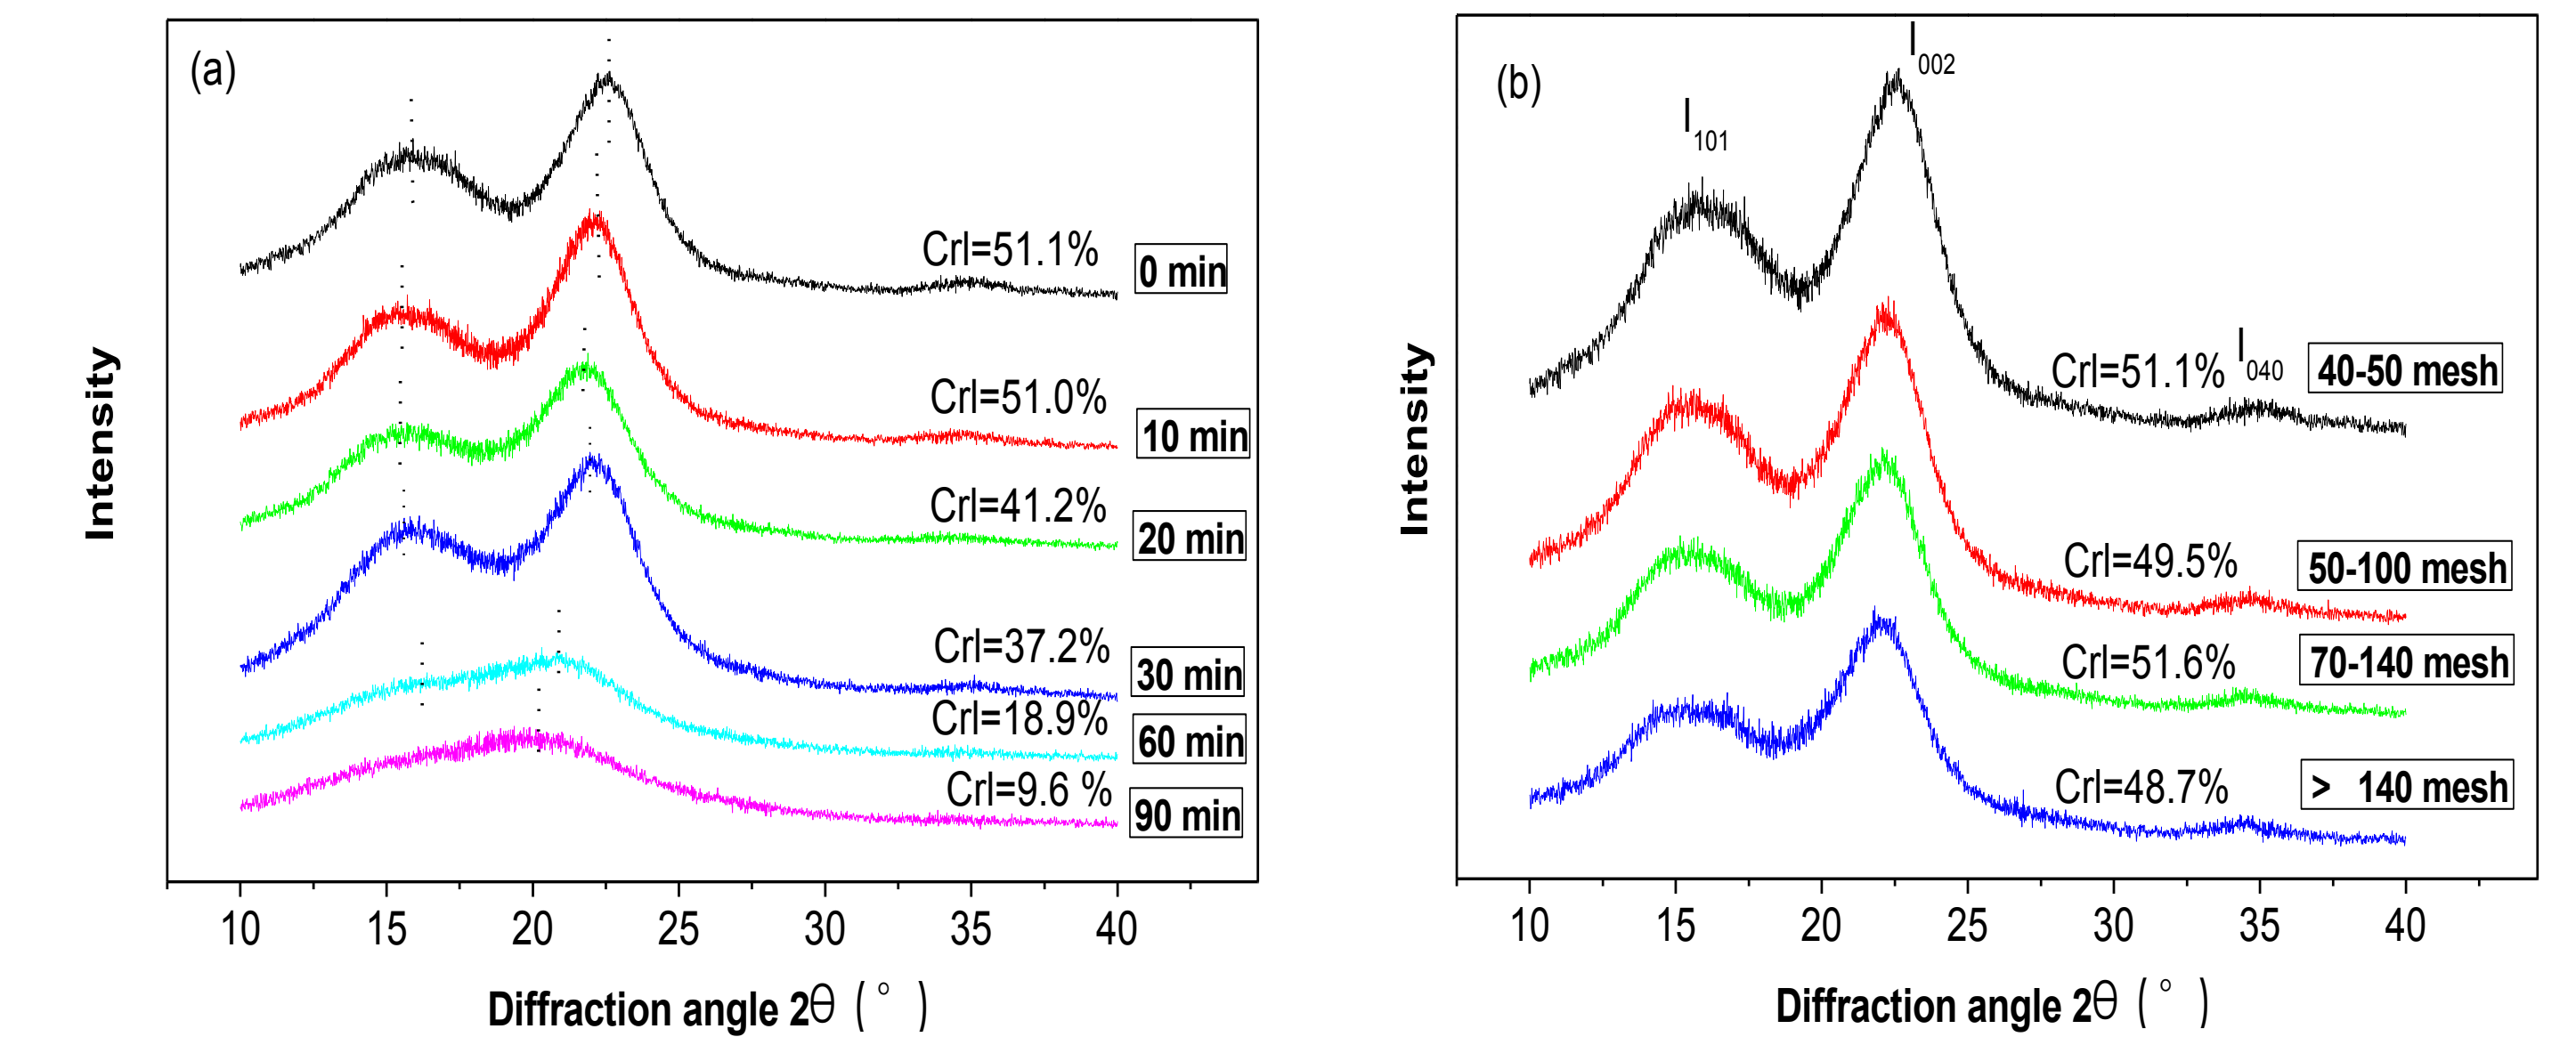 (a)
CrI=51.1%
0 min
CrI=51.0%
10 min
CrI=41.2%
20 min
CrI=37.2%
30 min
CrI=18.9%
60 min
CrI=9.6 %
90 min
Intensity
10 15 20 25 30 35 40
Diffraction angle 2θ ( ° )
(b)
I002
I101
I040
CrI=51.1%
40-50 mesh
CrI=49.5%
50-100 mesh
CrI=51.6%
70-140 mesh
CrI=48.7%
> 140 mesh
Intensity
10 15 20 25 30 35 40
Diffraction angle 2θ ( ° )